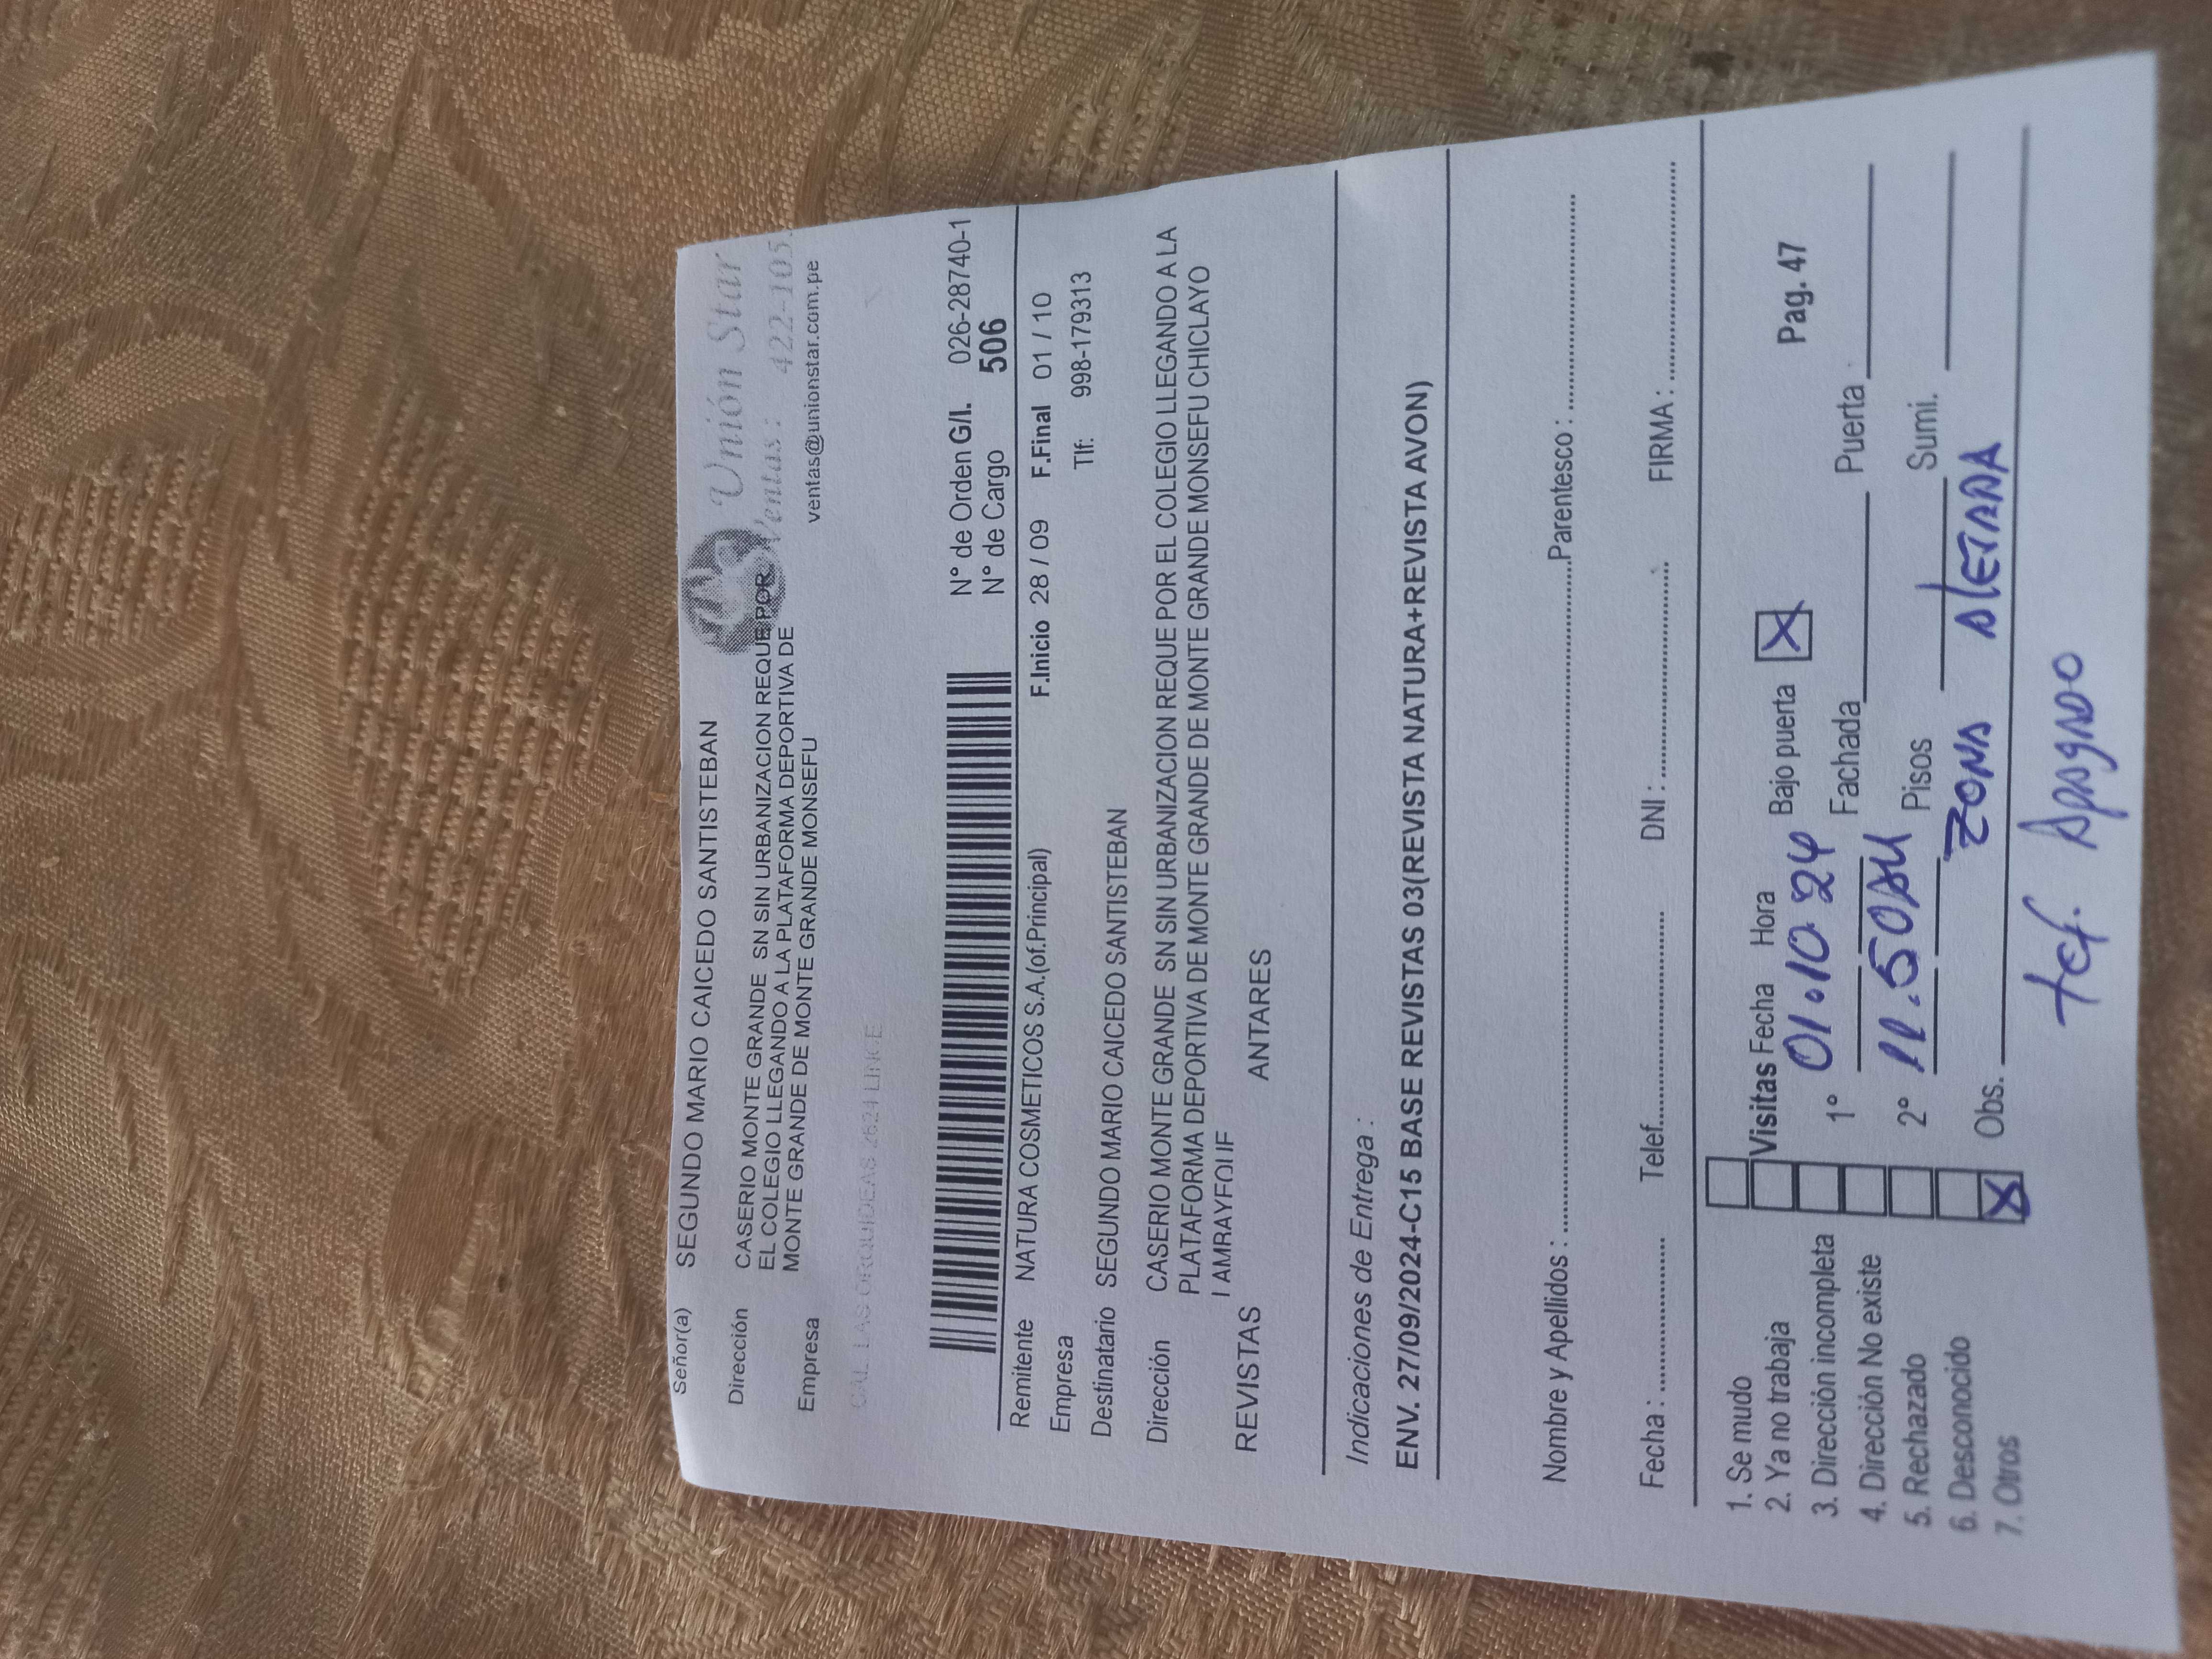 Señor(a) SEGUNDO MARIO CAICEDO SANTISTEBAN
Unión Star
Ventas: 422-105
ventas@unionstar.com.pe
Dirección CASERIO MONTE GRANDE SN SIN URBANIZACION REQUE POR
EL COLEGIO LLEGANDO A LA PLATAFORMA DEPORTIVA DE
Empresa MONTE GRANDE DE MONTE GRANDE MONSEFU
CAL LAS ORQUIDEAS 2624 LINCE
N° de Orden G/I. 026-28740-1
N° de Cargo 506
Remitente NATURA COSMETICOS S.A.(of.Principal) F.Inicio 28 / 09 F.Final 01 / 10
Empresa Tlf: 998-179313
Destinatario SEGUNDO MARIO CAICEDO SANTISTEBAN
Dirección CASERIO MONTE GRANDE SN SIN URBANIZACION REQUE POR EL COLEGIO LLEGANDO A LA
PLATAFORMA DEPORTIVA DE MONTE GRANDE DE MONTE GRANDE MONSEFU CHICLAYO
LAMBAYEQUE
REVISTAS ANTARES
Indicaciones de Entrega :
ENV. 27/09/2024-C15 BASE REVISTAS 03(REVISTA NATURA+REVISTA AVON)
Nombre y Apellidos : Parentesco :
Fecha : Telef. DNI : FIRMA :
1. Se mudo
2. Ya no trabaja
3. Dirección incompleta
4. Dirección No existe
5. Rechazado
6. Desconocido
7. Otros X
Visitas Fecha Hora Bajo puerta X Pag. 47
1° 01.10.24 Fachada Puerta
2° 11.50AM Pisos Sumi.
Obs. ZONA ALEJADA
tef. Apagado